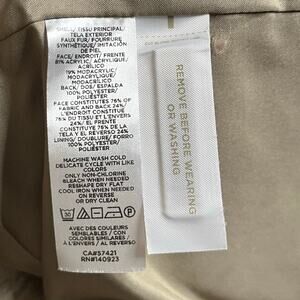 SHELL/TISSU PRINCIPAL/
TELA EXTERIOR
FAUX FUR/FOURRURE
SYNTHÉTIQUE/IMITACIÓN
DE PIEL
FACE/ENDROIT/FRENTE
81% ACRYLIC/ACRYLIQUE/
ACRÍLICO
19% MODACRYLIC/
MODACRYLIQUE/
MODACRÍLICO
BACK/DOS/ESPALDA
100% POLYESTER/
POLIÉSTER
FACE CONSTITUTES 76% OF
FABRIC AND BACK 24%/
L'ENDROIT CONSTITUE
76% DU TISSU ET L'ENVERS
24%/EL FRENTE
CONSTITUYE 76% DE LA
TELA Y EL REVERSO 24%
LINING/DOUBLURE/FORRO
100% POLYESTER/
POLIÉSTER
MACHINE WASH COLD
DELICATE CYCLE WITH LIKE
COLORS
ONLY NON-CHLORINE
BLEACH WHEN NEEDED
RESHAPE DRY FLAT
COOL IRON WHEN NEEDED
ON REVERSE
OR DRY CLEAN
AVEC DES COULEURS
SEMBLABLES / CON
COLORES SIMILARES /
À L'ENVERS / AL REVERSO
CA#57421
RN#140923
REMOVE BEFORE WEARING
OR WASHING